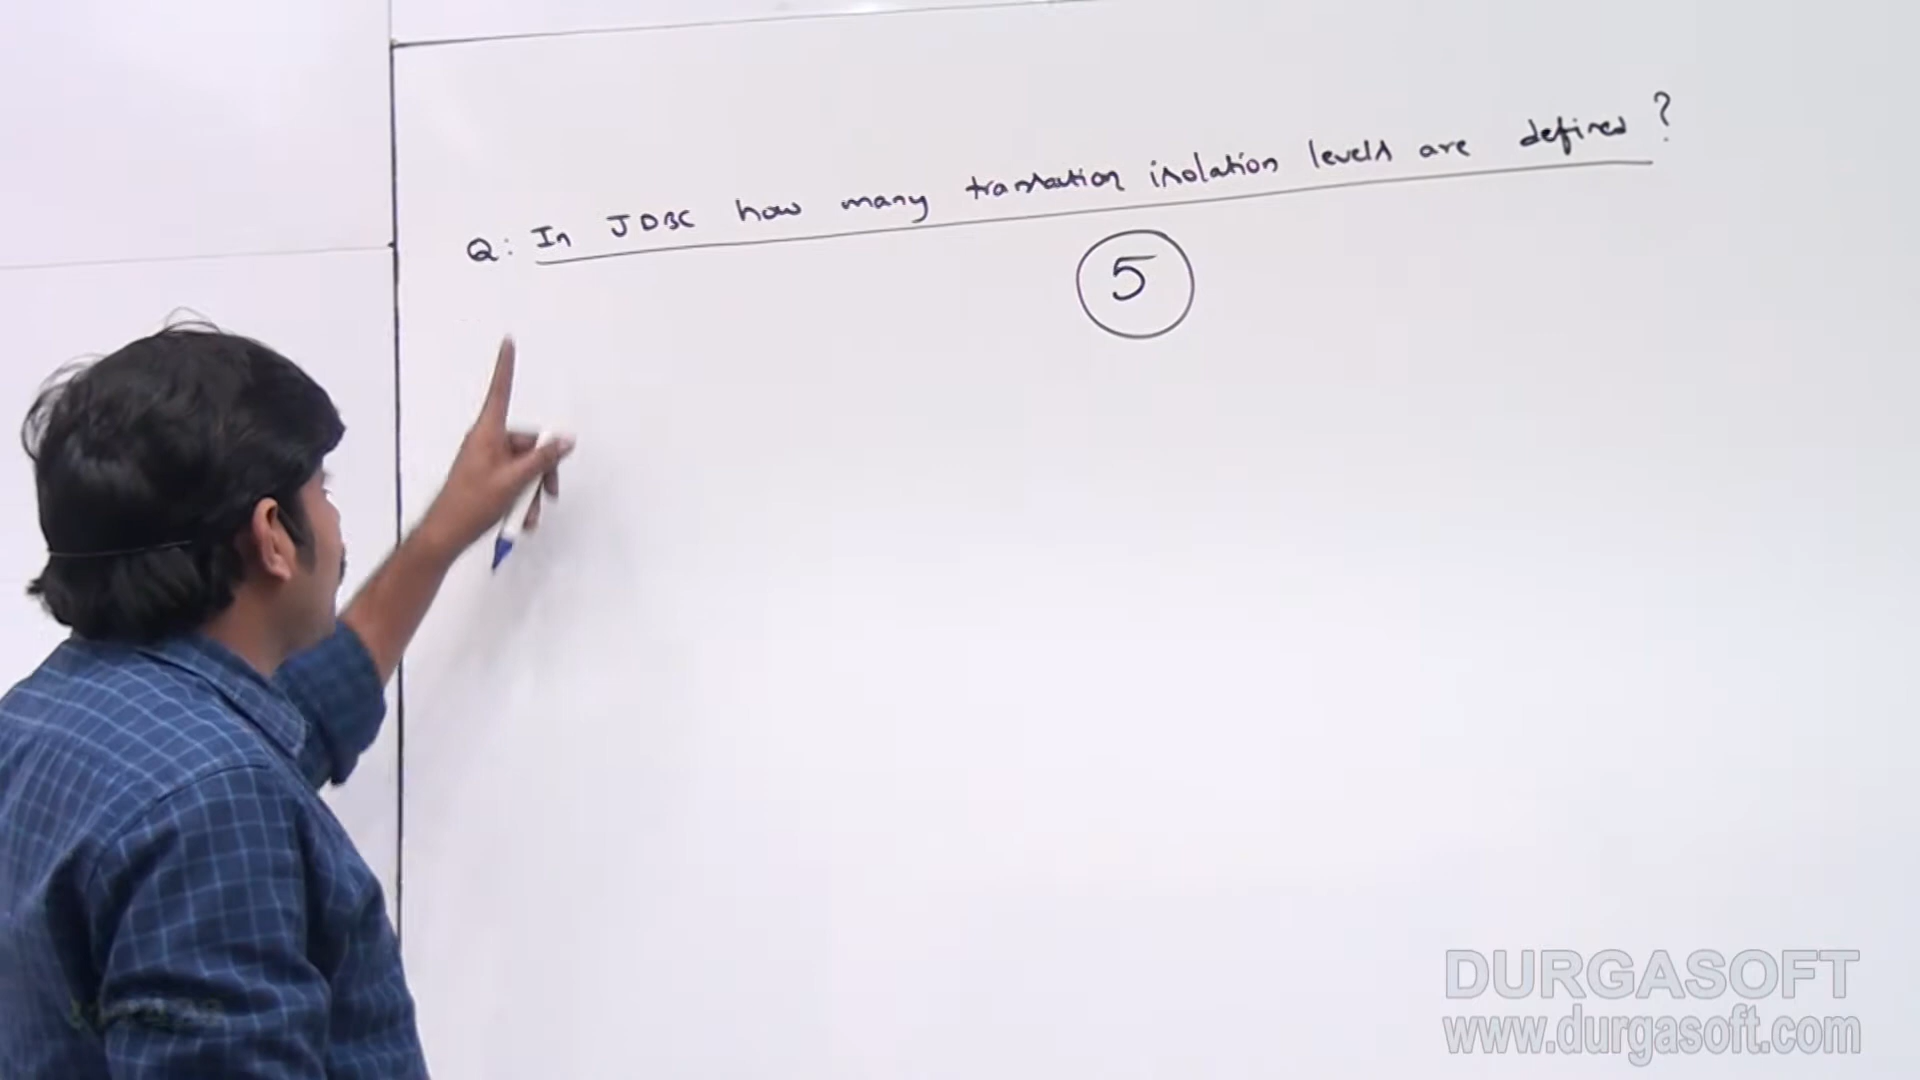 Q: In JDBC how many transaction isolation levels are defined ?
5
DURGASOFT
www.durgasoft.com